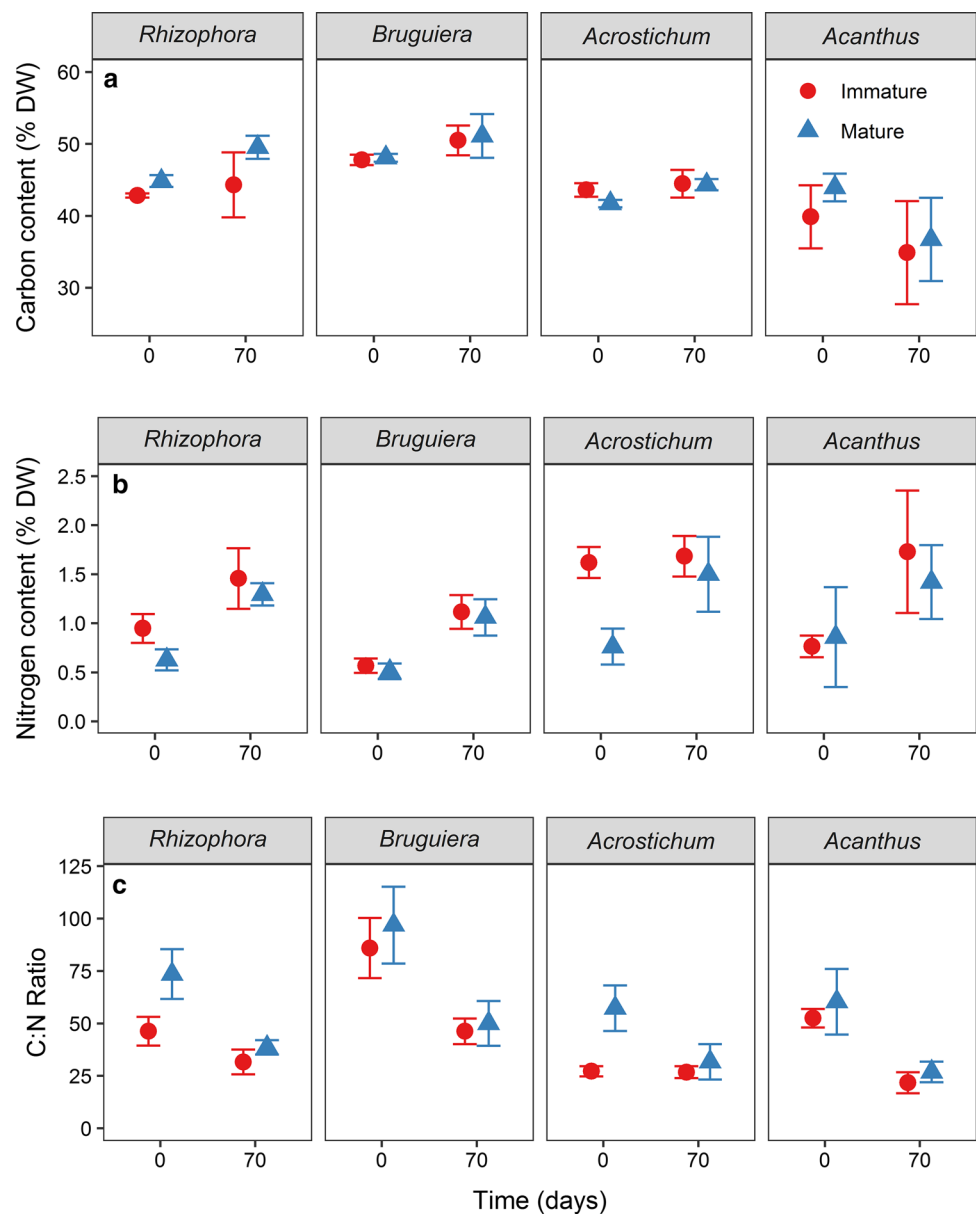 Rhizophora Bruguiera Acrostichum Acanthus
a
Immature
Mature
Carbon content (% DW)
60
50
40
30
0 70 0 70 0 70 0 70
Rhizophora Bruguiera Acrostichum Acanthus
b
Nitrogen content (% DW)
2.5
2.0
1.5
1.0
0.5
0.0
0 70 0 70 0 70 0 70
Rhizophora Bruguiera Acrostichum Acanthus
c
C:N Ratio
125
100
75
50
25
0
0 70 0 70 0 70 0 70
Time (days)